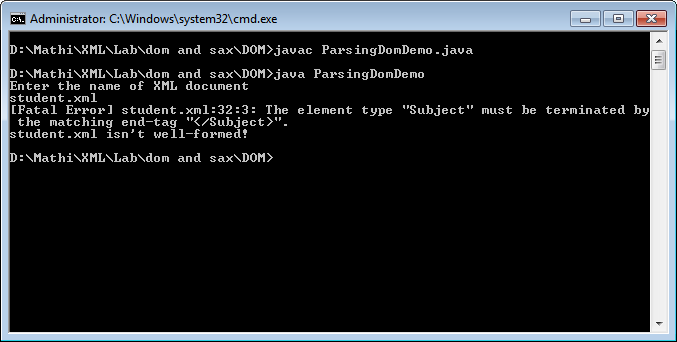 Administrator: C:\Windows\system32\cmd.exe
D:\Mathi\XML\Lab\dom and sax\DOM>javac ParsingDomDemo.java
D:\Mathi\XML\Lab\dom and sax\DOM>java ParsingDomDemo
Enter the name of XML document
student.xml
[Fatal Error] student.xml:32:3: The element type "Subject" must be terminated by
 the matching end-tag "</Subject>".
student.xml isn't well-formed!
D:\Mathi\XML\Lab\dom and sax\DOM>